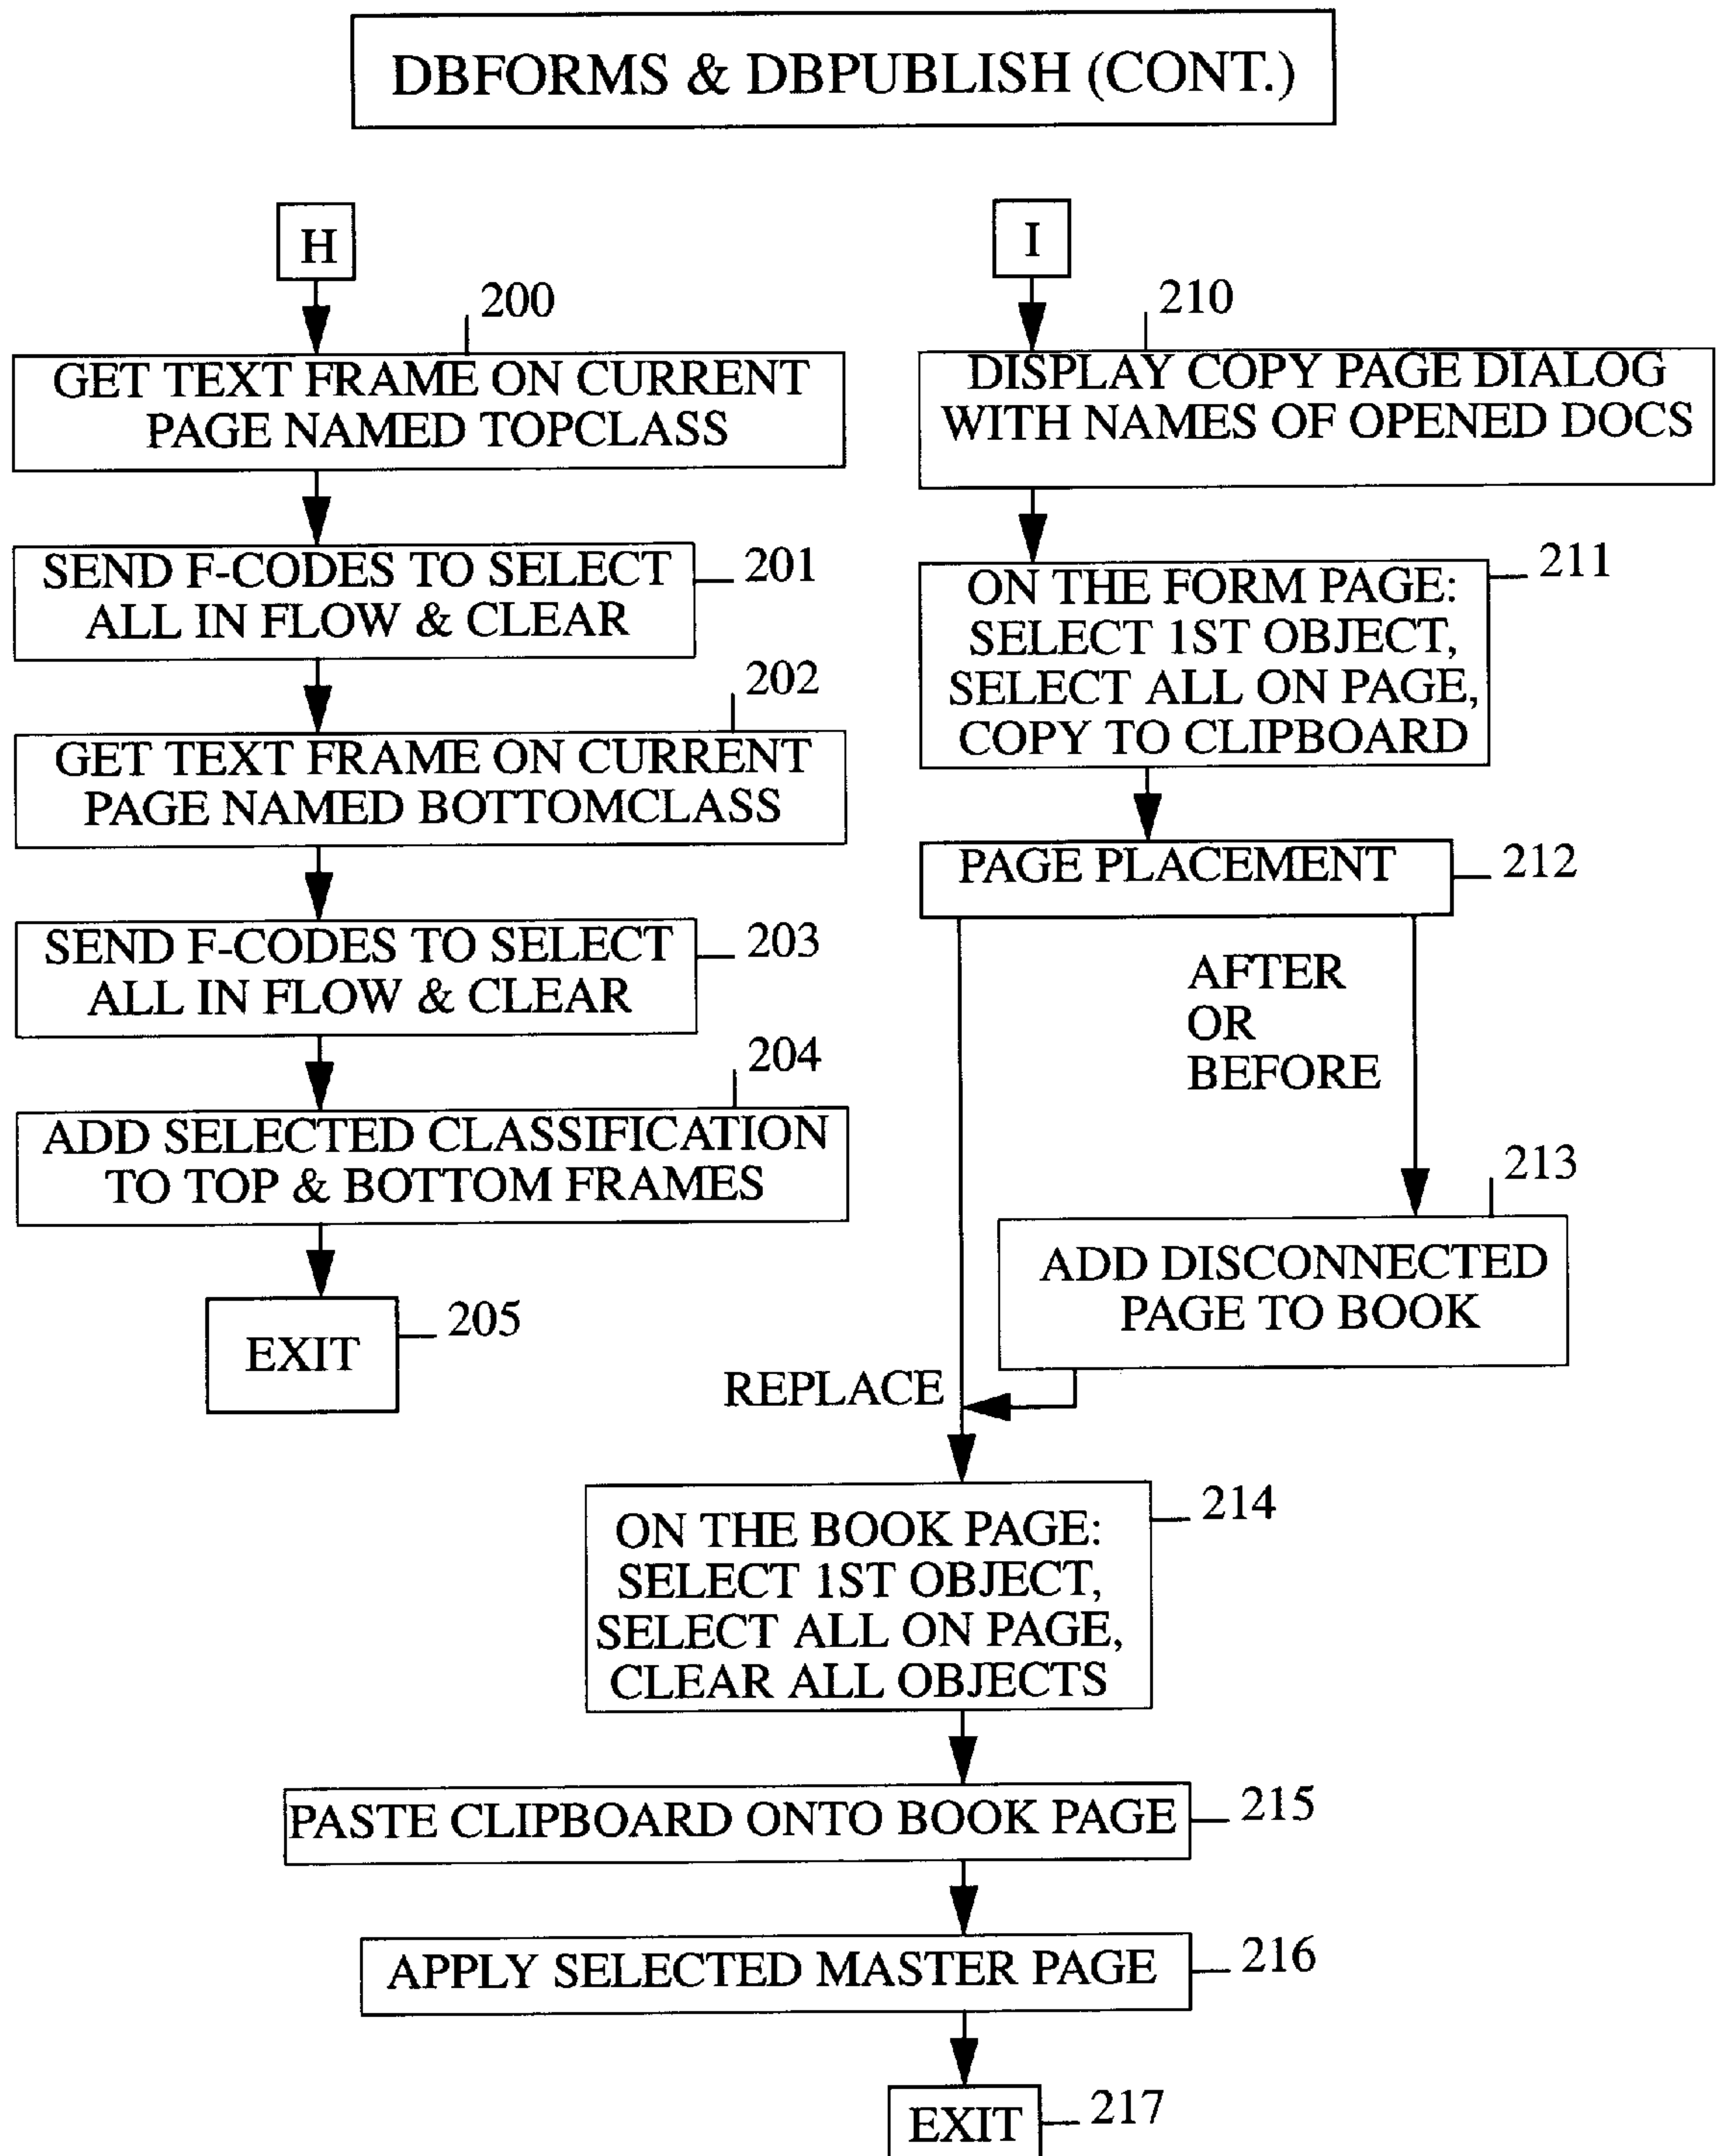 DBFORMS & DBPUBLISH (CONT.)
H
200
GET TEXT FRAME ON CURRENT
PAGE NAMED TOPCLASS
SEND F-CODES TO SELECT
ALL IN FLOW & CLEAR
201
202
GET TEXT FRAME ON CURRENT
PAGE NAMED BOTTOMCLASS
SEND F-CODES TO SELECT
ALL IN FLOW & CLEAR
203
204
ADD SELECTED CLASSIFICATION
TO TOP & BOTTOM FRAMES
EXIT
205
I
210
DISPLAY COPY PAGE DIALOG
WITH NAMES OF OPENED DOCS
ON THE FORM PAGE:
SELECT 1ST OBJECT,
SELECT ALL ON PAGE,
COPY TO CLIPBOARD
211
PAGE PLACEMENT
212
AFTER
OR
BEFORE
213
ADD DISCONNECTED
PAGE TO BOOK
REPLACE
ON THE BOOK PAGE:
SELECT 1ST OBJECT,
SELECT ALL ON PAGE,
CLEAR ALL OBJECTS
214
PASTE CLIPBOARD ONTO BOOK PAGE
215
APPLY SELECTED MASTER PAGE
216
EXIT
217